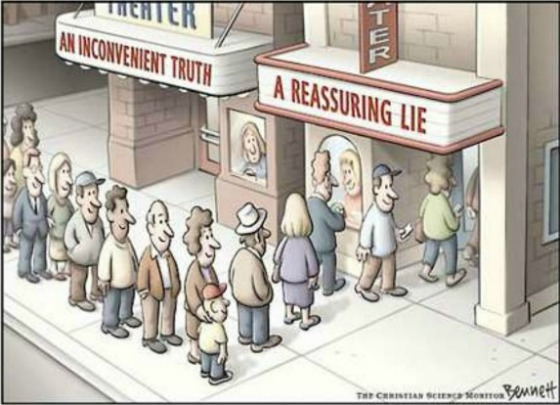 THEATER
AN INCONVENIENT TRUTH
TER
A REASSURING LIE
THE CHRISTIAN SCIENCE MONITOR Bennett